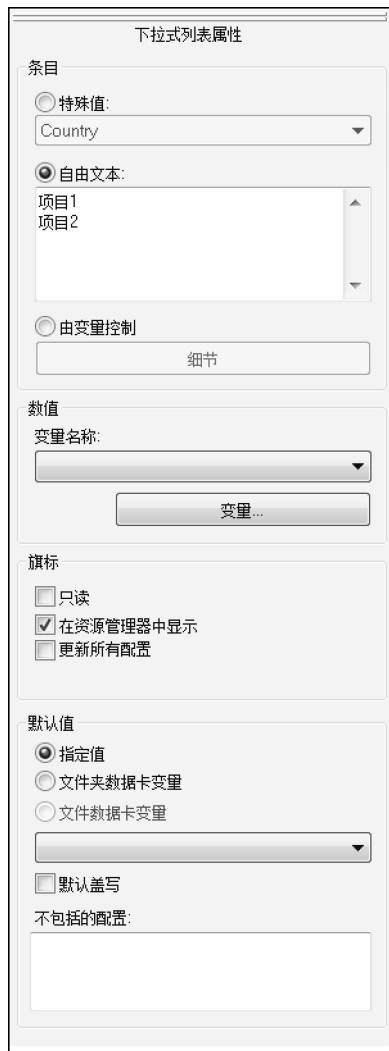 下拉式列表属性
条目
特殊值:
Country
自由文本:
项目1
项目2
由变量控制
细节
数值
变量名称:
变量...
旗标
只读
在资源管理器中显示
更新所有配置
默认值
指定值
文件夹数据卡变量
文件数据卡变量
默认盖写
不包括的配置: